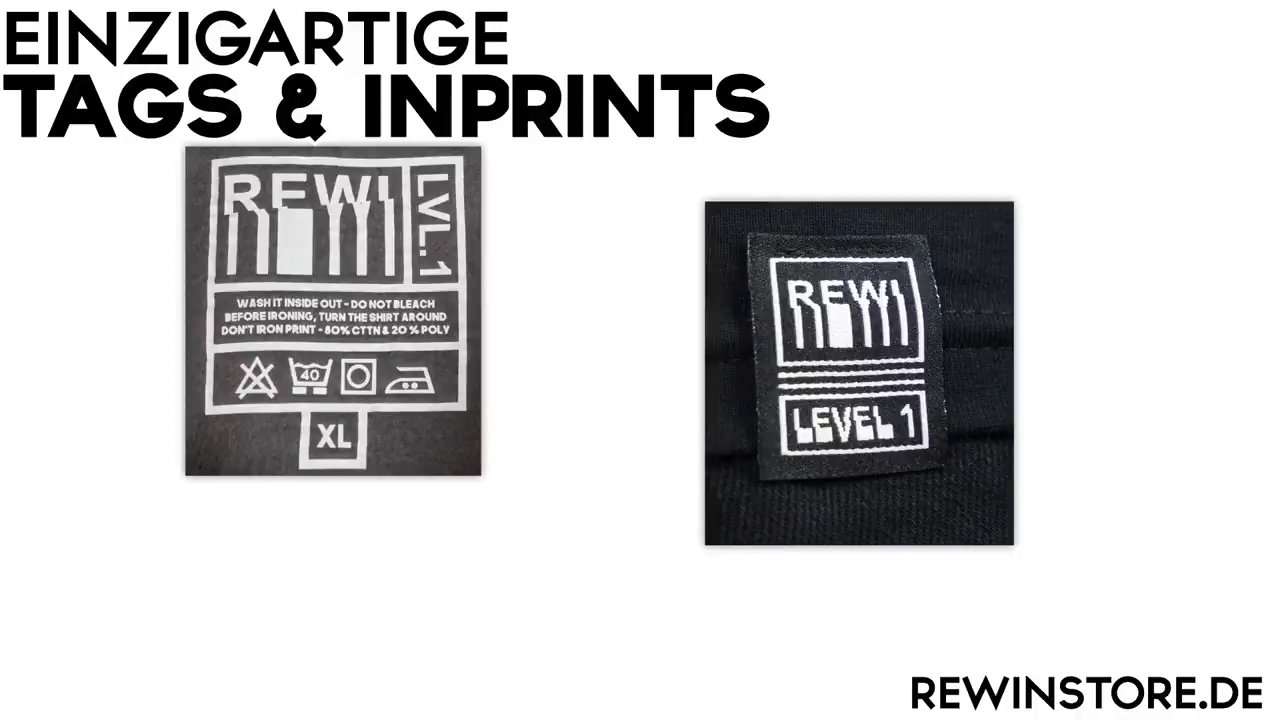 EINZIGARTIGE
TAGS & INPRINTS
REWI
LVL.1
WASH IT INSIDE OUT - DO NOT BLEACH
BEFORE IRONING, TURN THE SHIRT AROUND
DON'T IRON PRINT - 80% CTTN & 20 % POLY
40
XL
REWI
LEVEL 1
REWINSTORE.DE